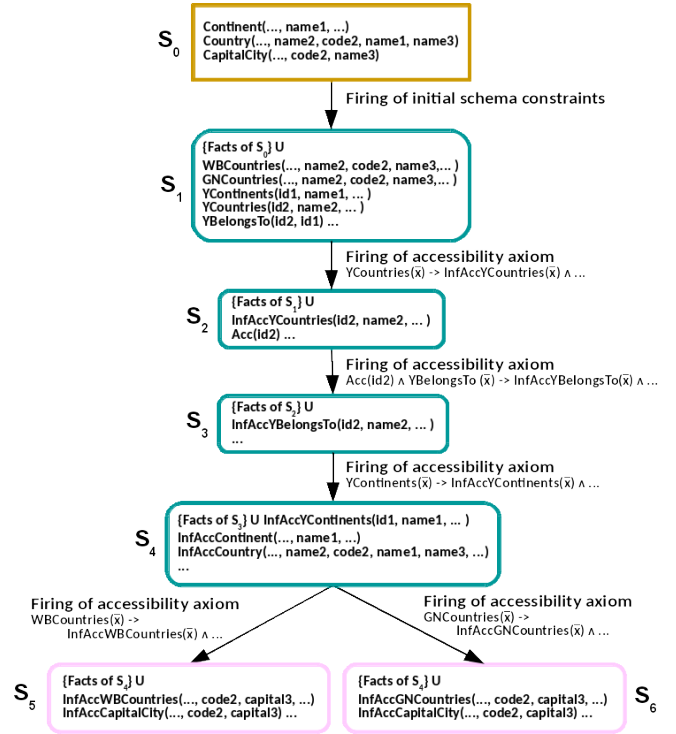 S0
Continent(..., name1, ...)
Country(..., name2, code2, name1, name3)
CapitalCity(..., code2, name3)
Firing of initial schema constraints
S1
{Facts of S0} U
WBCountries(..., name2, code2, name3,... )
GNCountries(..., name2, code2, name3,... )
YContinents(id1, name1, ... )
YCountries(id2, name2, ... )
YBelongsTo(id2, id1) ...
Firing of accessibility axiom
YCountries(x̅) -> InfAccYCountries(x̅) ∧ ...
S2
{Facts of S1} U
InfAccYCountries(id2, name2, ... )
Acc(id2) ...
Firing of accessibility axiom
Acc(id2) ∧ YBelongsTo (x̅) -> InfAccYBelongsTo(x̅) ∧ ...
S3
{Facts of S2} U
InfAccYBelongsTo(id2, name2, ... )
...
Firing of accessibility axiom
YContinents(x̅) -> InfAccYContinents(x̅) ∧ ...
S4
{Facts of S3} U InfAccYContinents(id1, name1, ... )
InfAccContinent(..., name1, ...)
InfAccCountry(..., name2, code2, name1, name3, ...)
...
Firing of accessibility axiom
WBCountries(x̅) ->
InfAccWBCountries(x̅) ∧ ...
Firing of accessibility axiom
GNCountries(x̅) ->
InfAccGNCountries(x̅) ∧ ...
S5
{Facts of S4} U
InfAccWBCountries(..., code2, capital3, ...)
InfAccCapitalCity(..., code2, capital3) ...
{Facts of S4} U
InfAccGNCountries(..., code2, capital3, ...)
InfAccCapitalCity(..., code2, capital3) ...
S6